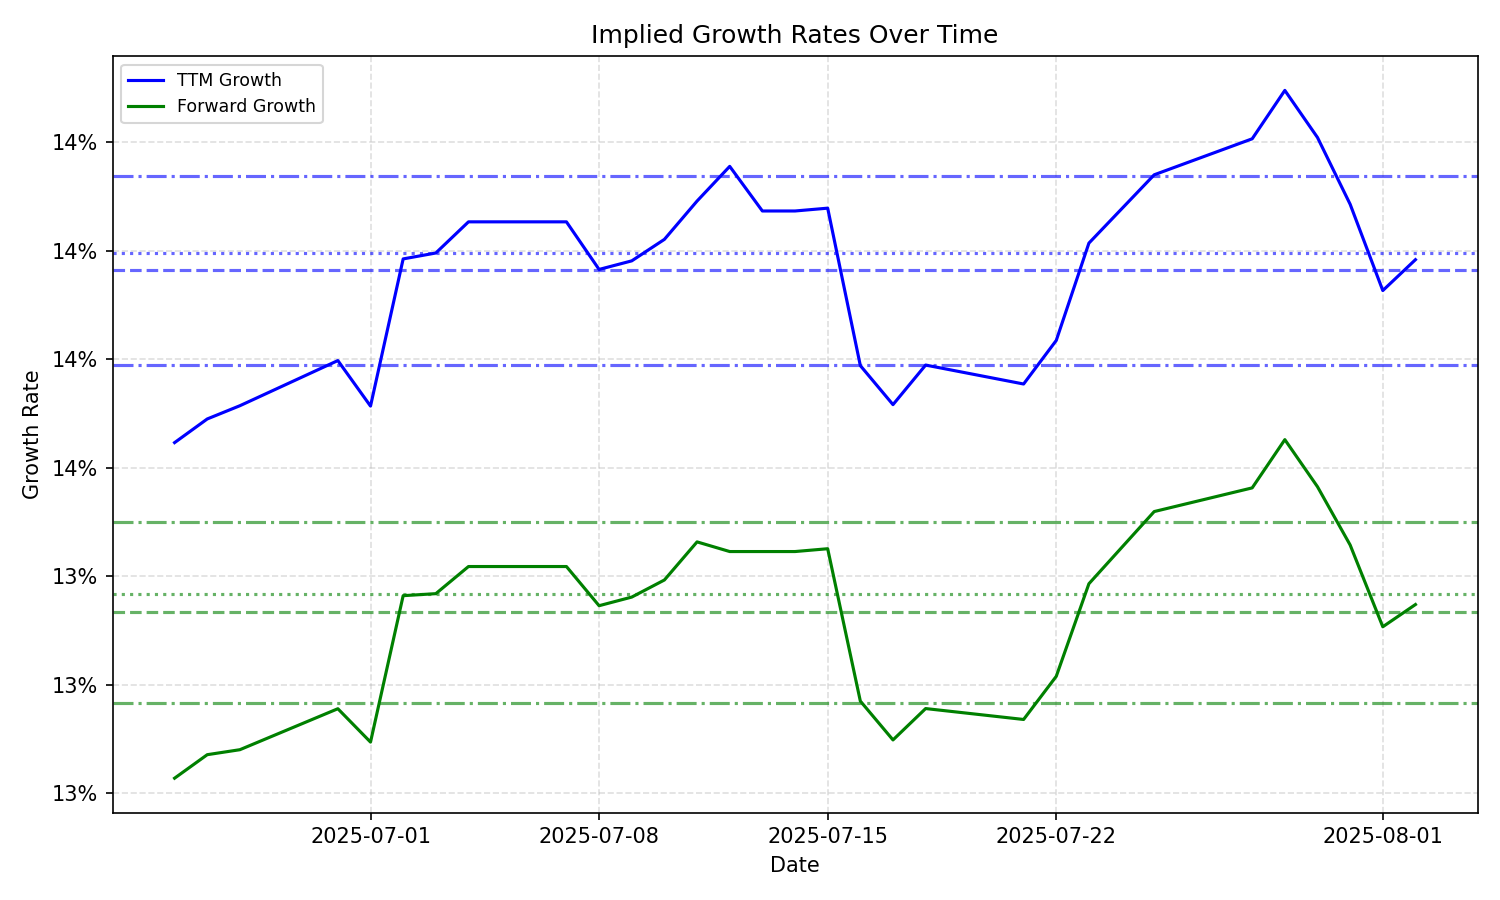 Implied Growth Rates Over Time
TTM Growth
Forward Growth
14%
14%
14%
14%
13%
13%
13%
Growth Rate
2025-07-01
2025-07-08
2025-07-15
2025-07-22
2025-08-01
Date